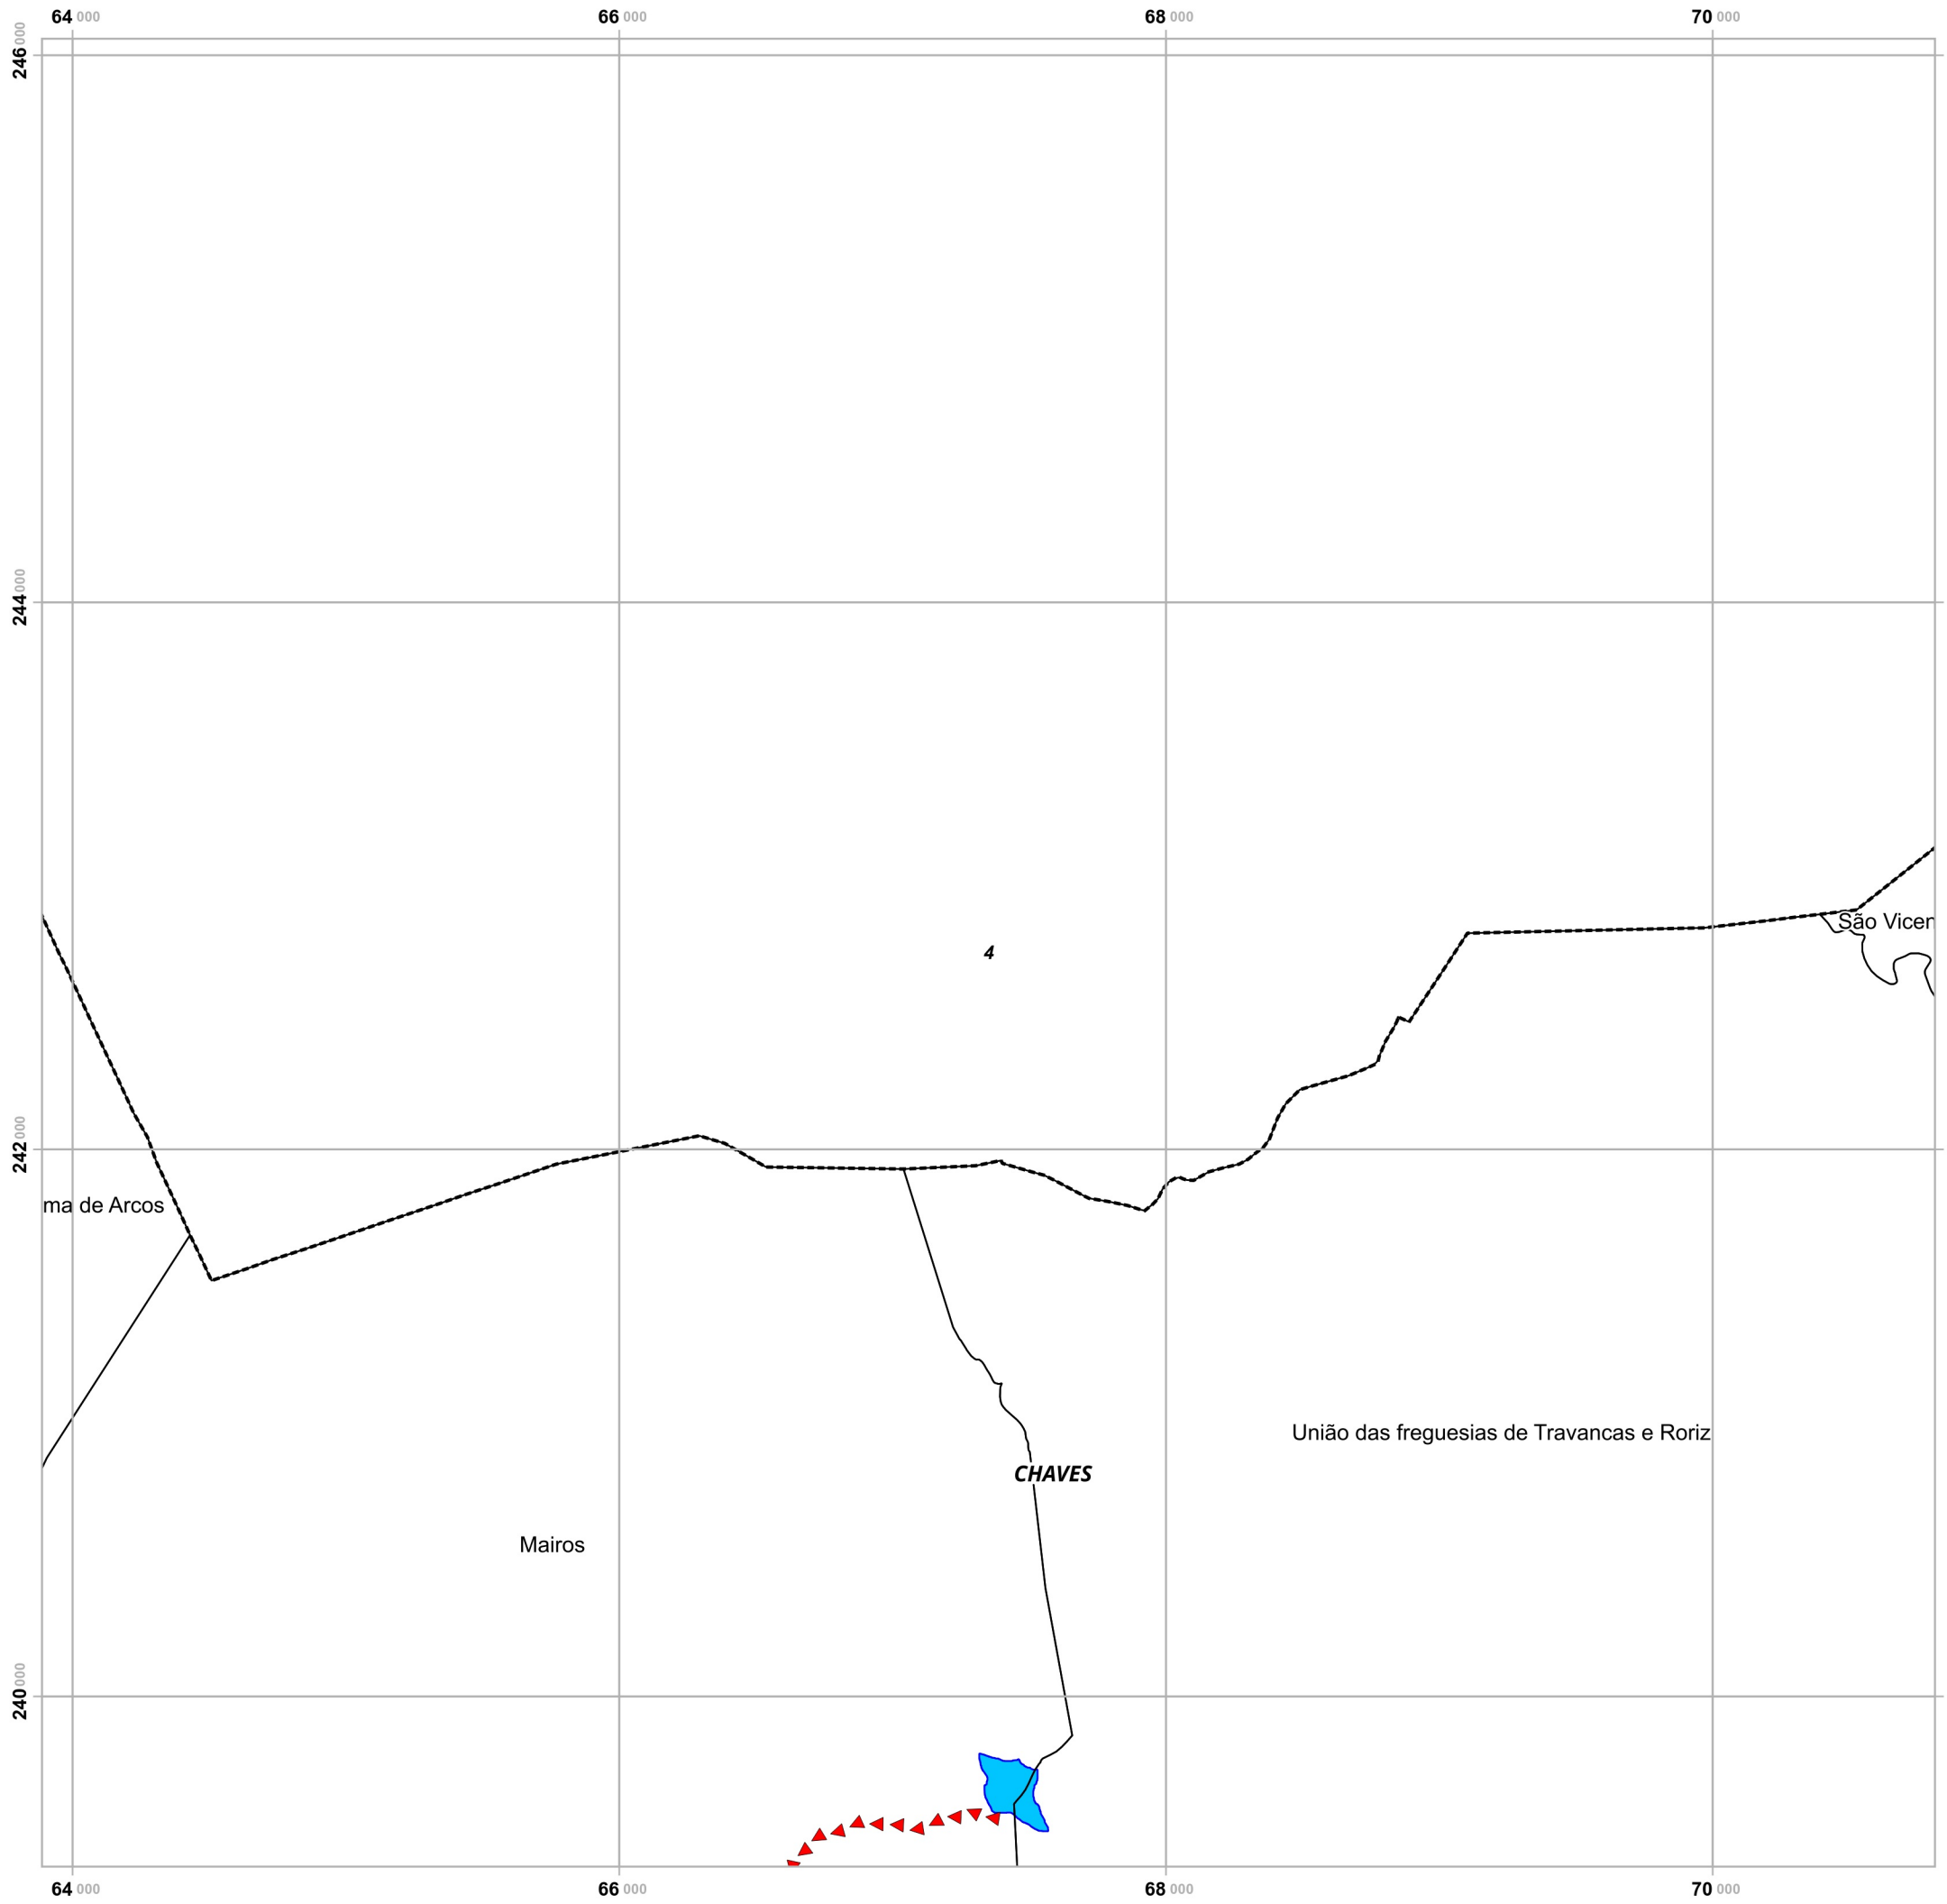 64 000 66 000 68 000 70 000
246 000
244 000
São Vicen
4
242 000
ma de Arcos
União das freguesias de Travancas e Roriz
CHAVES
Mairos
240 000
64 000 66 000 68 000 70 000